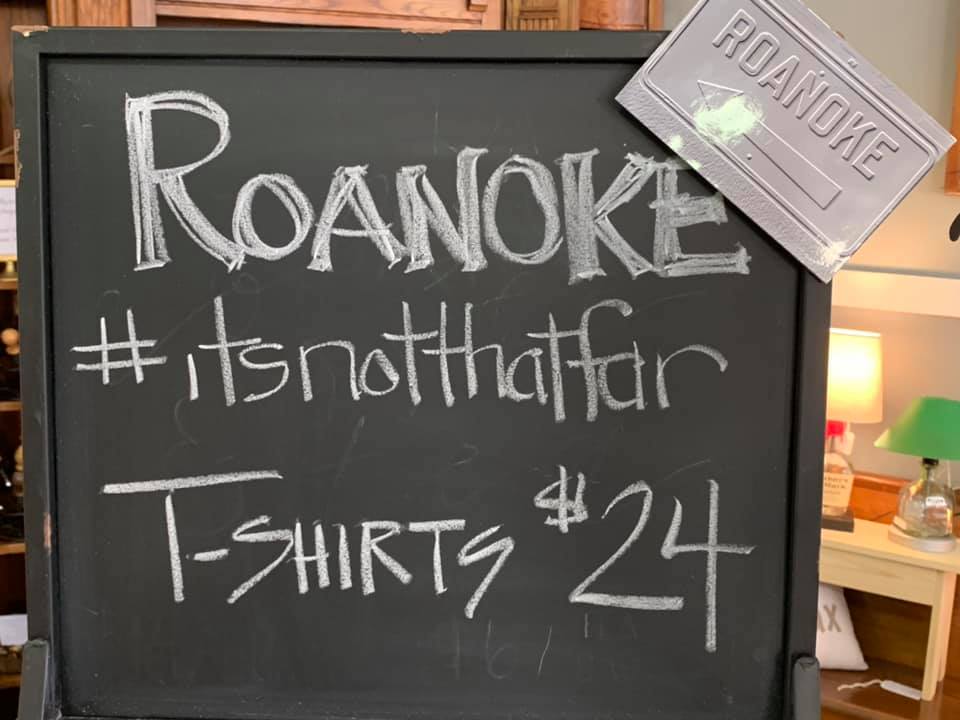 ROANOKE
ROANOKE
#itsnotthatfar
T-SHIRTS $24